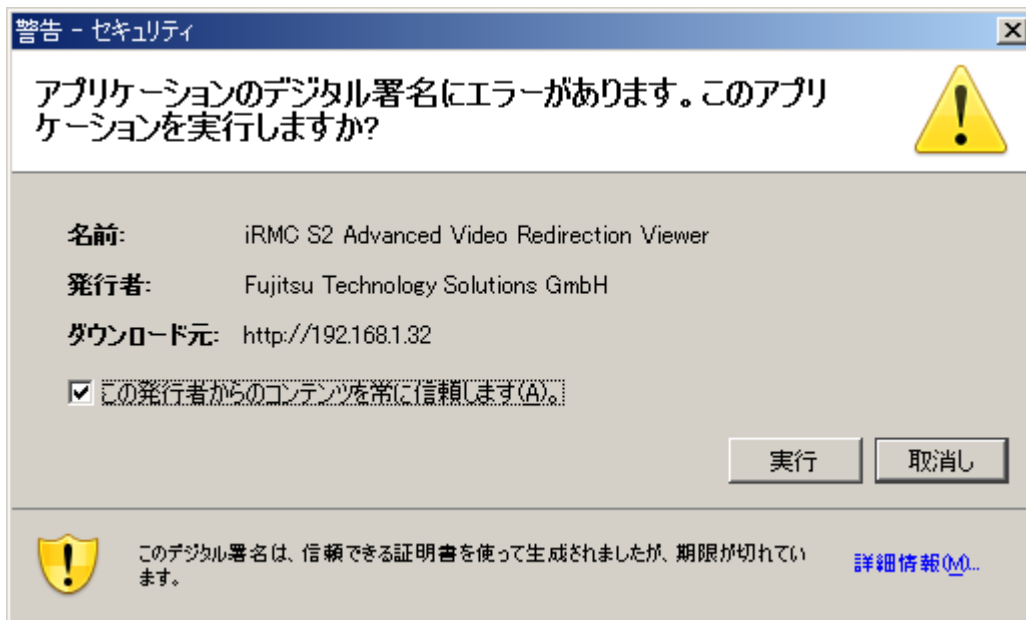 警告 - セキュリティ
アプリケーションのデジタル署名にエラーがあります。このアプリ
ケーションを実行しますか?
名前: iRMC S2 Advanced Video Redirection Viewer
発行者: Fujitsu Technology Solutions GmbH
ダウンロード元: http://192.168.1.32
この発行者からのコンテンツを常に信頼します(A)。
実行 取消し
このデジタル署名は、信頼できる証明書を使って生成されましたが、期限が切れてい
ます。
詳細情報(M)...